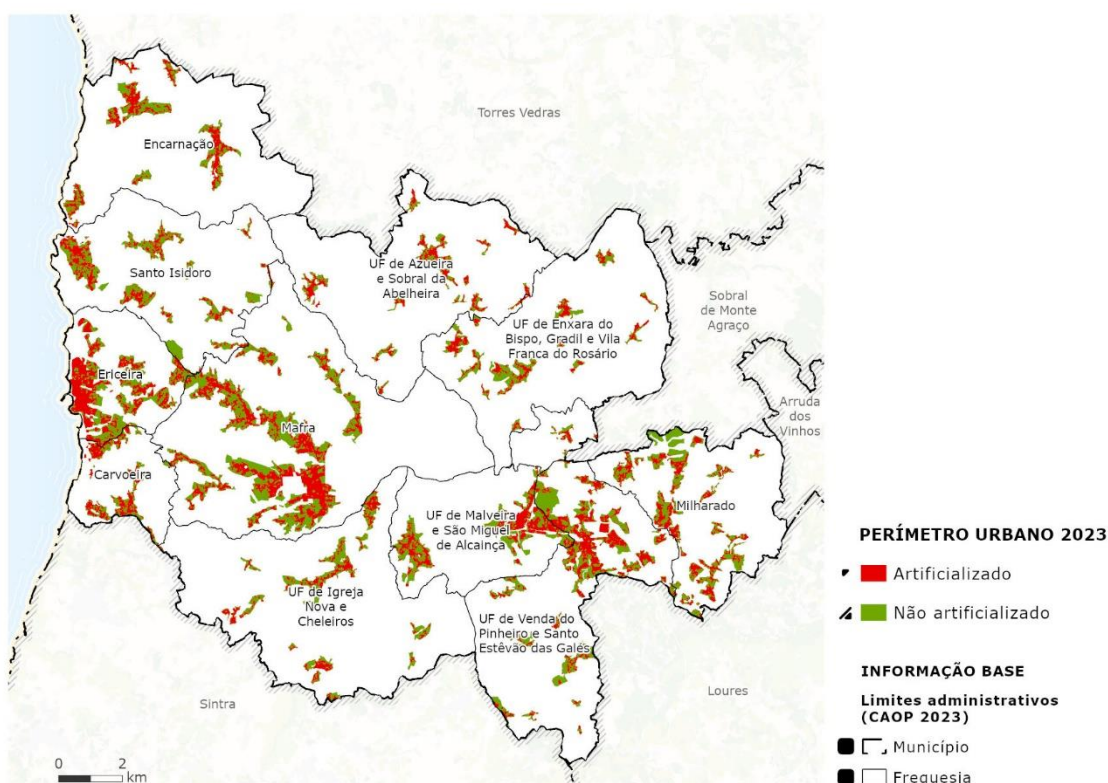 Torres Vedras
Encarnação
Santo Isidoro
UF de Azueira
e Sobral da
Abelheira
Sobral
de Monte
Agraço
UF de Enxara do
Bispo, Gradil e Vila
Franca do Rosário
Ericeira
Arruda
dos
Vinhos
Mafra
Carvoeira
UF de Malveira
e São Miguel
de Alcainça
Milharado
UF de Igreja
Nova e
Cheleiros
UF de Venda do
Pinheiro e Santo
Estêvão das Galés
Sintra
Loures
0 2
km
PERÍMETRO URBANO 2023
Artificializado
Não artificializado
INFORMAÇÃO BASE
Limites administrativos
(CAOP 2023)
Município
Freguesia